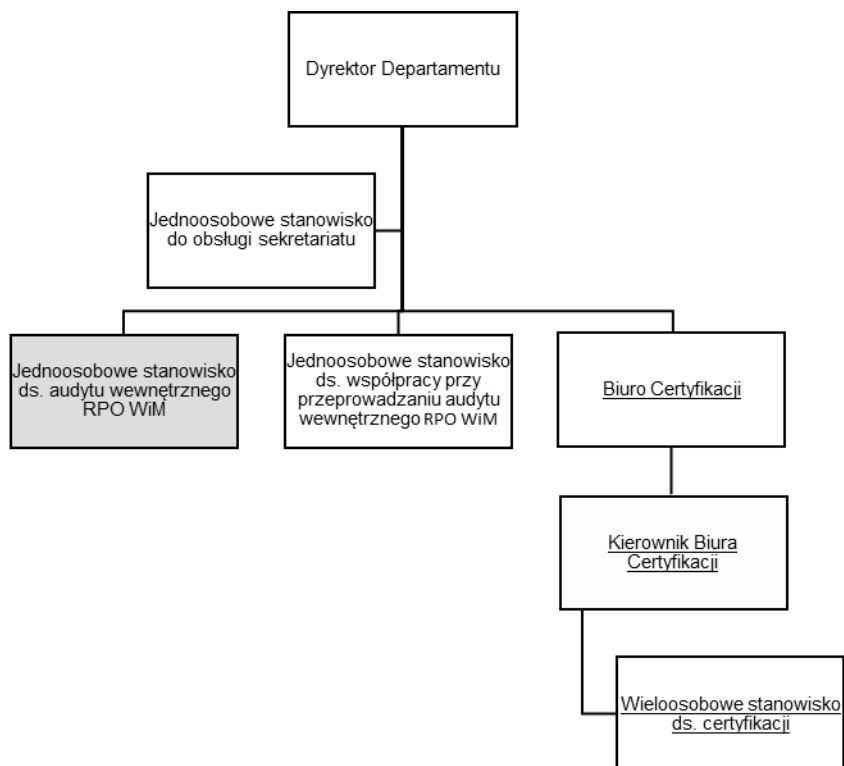 Dyrektor Departamentu
Jednoosobowe stanowisko
do obsługi sekretariatu
Jednoosobowe stanowisko
ds. audytu wewnętrznego
RPO WiM
Jednoosobowe stanowisko
ds. współpracy przy
przeprowadzaniu audytu
wewnętrznego RPO WiM
Biuro Certyfikacji
Kierownik Biura
Certyfikacji
Wieloosobowe stanowisko
ds. certyfikacji